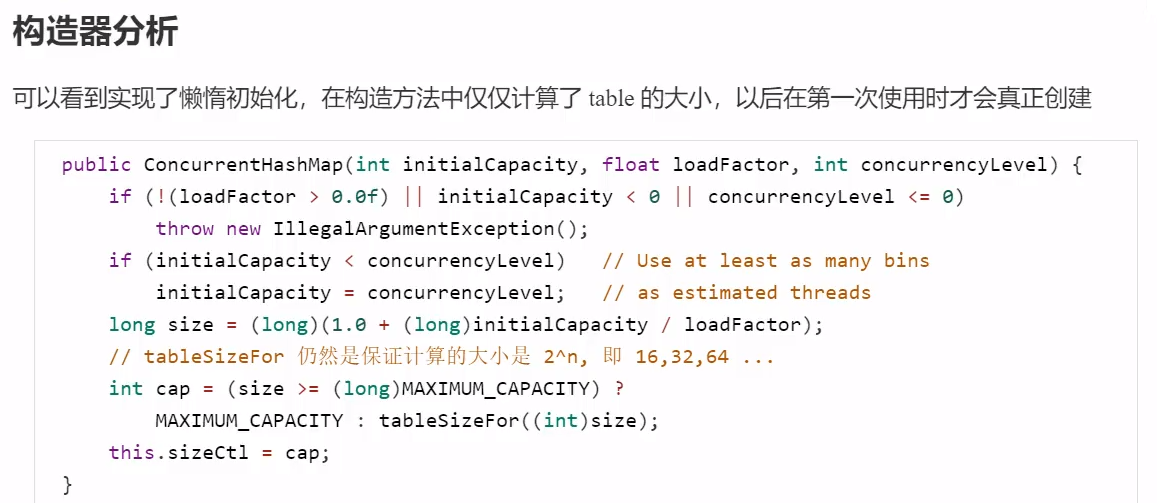 构造器分析
可以看到实现了懒惰初始化，在构造方法中仅仅计算了 table 的大小，以后在第一次使用时才会真正创建
public ConcurrentHashMap(int initialCapacity, float loadFactor, int concurrencyLevel) {
    if (!(loadFactor > 0.0f) || initialCapacity < 0 || concurrencyLevel <= 0)
        throw new IllegalArgumentException();
    if (initialCapacity < concurrencyLevel)   // Use at least as many bins
        initialCapacity = concurrencyLevel;   // as estimated threads
    long size = (long)(1.0 + (long)initialCapacity / loadFactor);
    // tableSizeFor 仍然是保证计算的大小是 2^n, 即 16,32,64 ...
    int cap = (size >= (long)MAXIMUM_CAPACITY) ?
        MAXIMUM_CAPACITY : tableSizeFor((int)size);
    this.sizeCtl = cap;
}